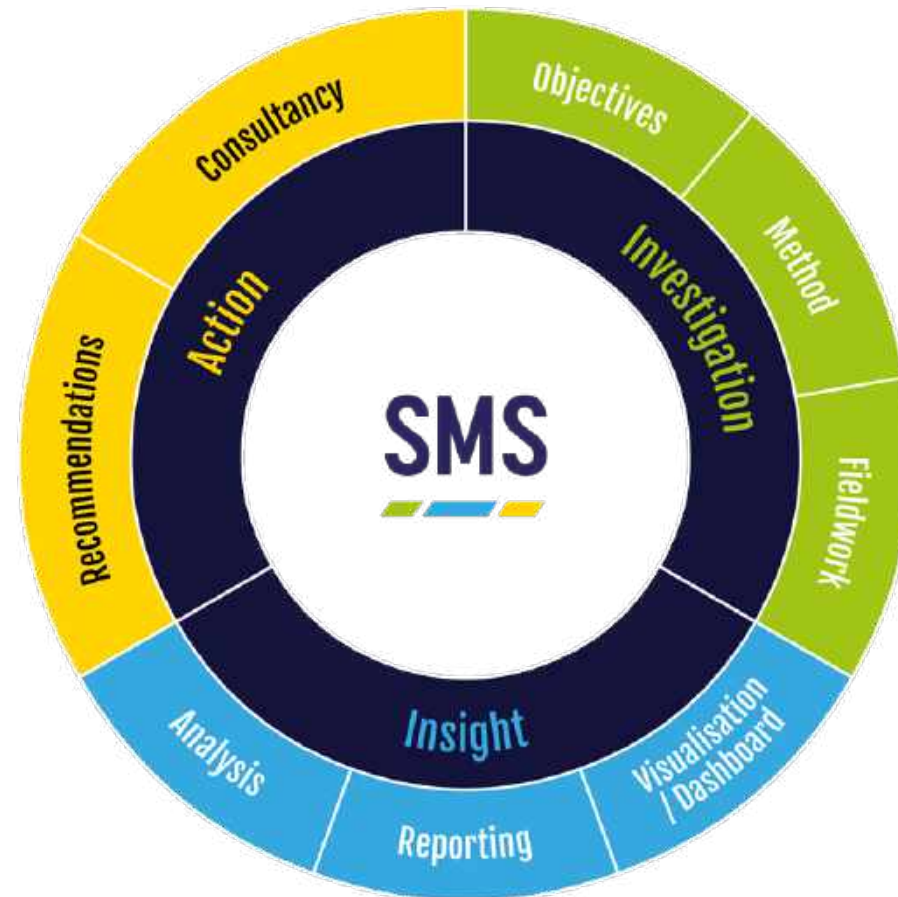 Objectives
Method
Fieldwork
Visualisation
/ Dashboard
Reporting
Analysis
Recommendations
Consultancy
Investigation
Insight
Action
SMS